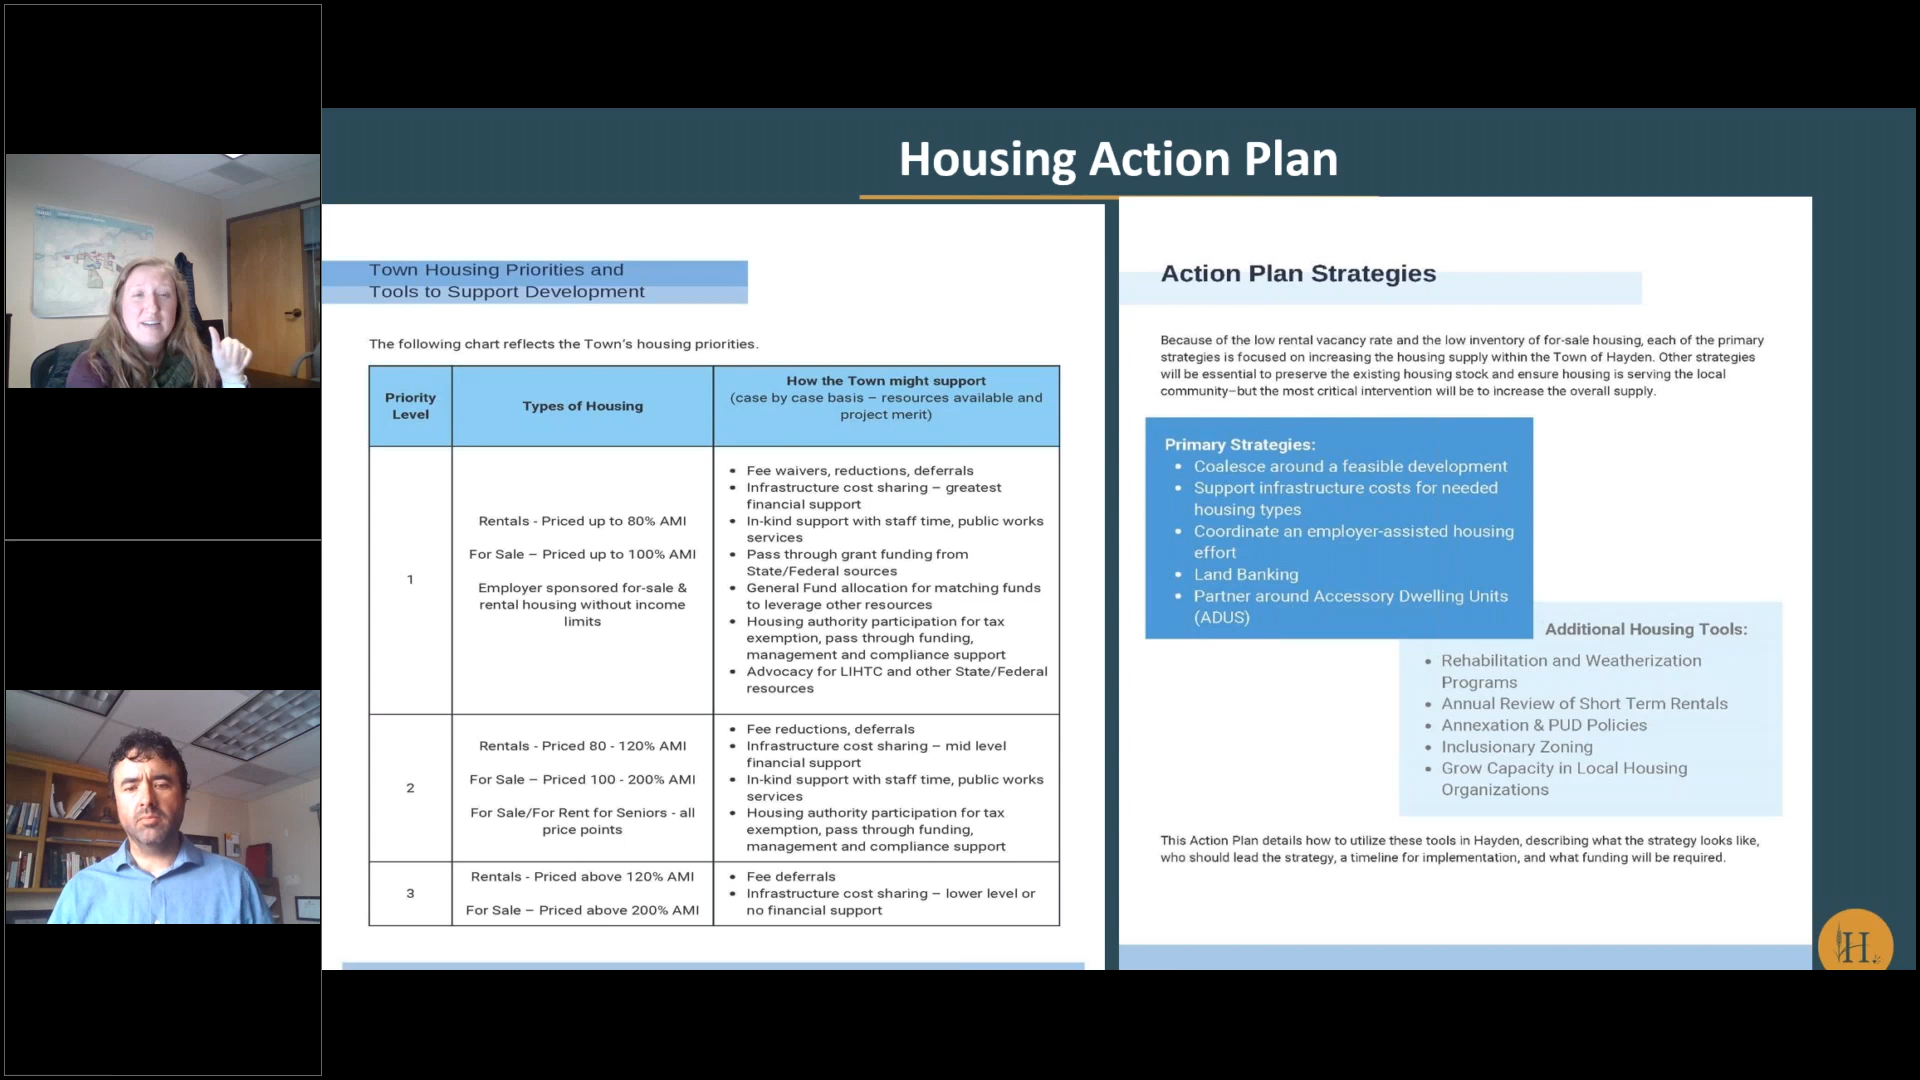 Housing Action Plan
Town Housing Priorities and
Tools to Support Development
The following chart reflects the Town's housing priorities.
Priority
Level
Types of Housing
How the Town might support
(case by case basis – resources available and
project merit)
1
Rentals - Priced up to 80% AMI
For Sale – Priced up to 100% AMI
Employer sponsored for-sale &
rental housing without income
limits
• Fee waivers, reductions, deferrals
• Infrastructure cost sharing – greatest
financial support
• In-kind support with staff time, public works
services
• Pass through grant funding from
State/Federal sources
• General Fund allocation for matching funds
to leverage other resources
• Housing authority participation for tax
exemption, pass through funding,
management and compliance support
• Advocacy for LIHTC and other State/Federal
resources
2
Rentals - Priced 80 - 120% AMI
For Sale – Priced 100 - 200% AMI
For Sale/For Rent for Seniors - all
price points
• Fee reductions, deferrals
• Infrastructure cost sharing – mid level
financial support
• In-kind support with staff time, public works
services
• Housing authority participation for tax
exemption, pass through funding,
management and compliance support
3
Rentals - Priced above 120% AMI
For Sale – Priced above 200% AMI
• Fee deferrals
• Infrastructure cost sharing – lower level or
no financial support
Action Plan Strategies
Because of the low rental vacancy rate and the low inventory of for-sale housing, each of the primary
strategies is focused on increasing the housing supply within the Town of Hayden. Other strategies
will be essential to preserve the existing housing stock and ensure housing is serving the local
community–but the most critical intervention will be to increase the overall supply.
Primary Strategies:
• Coalesce around a feasible development
• Support infrastructure costs for needed
housing types
• Coordinate an employer-assisted housing
effort
• Land Banking
• Partner around Accessory Dwelling Units
(ADUS)
Additional Housing Tools:
• Rehabilitation and Weatherization
Programs
• Annual Review of Short Term Rentals
• Annexation & PUD Policies
• Inclusionary Zoning
• Grow Capacity in Local Housing
Organizations
This Action Plan details how to utilize these tools in Hayden, describing what the strategy looks like,
who should lead the strategy, a timeline for implementation, and what funding will be required.
H.